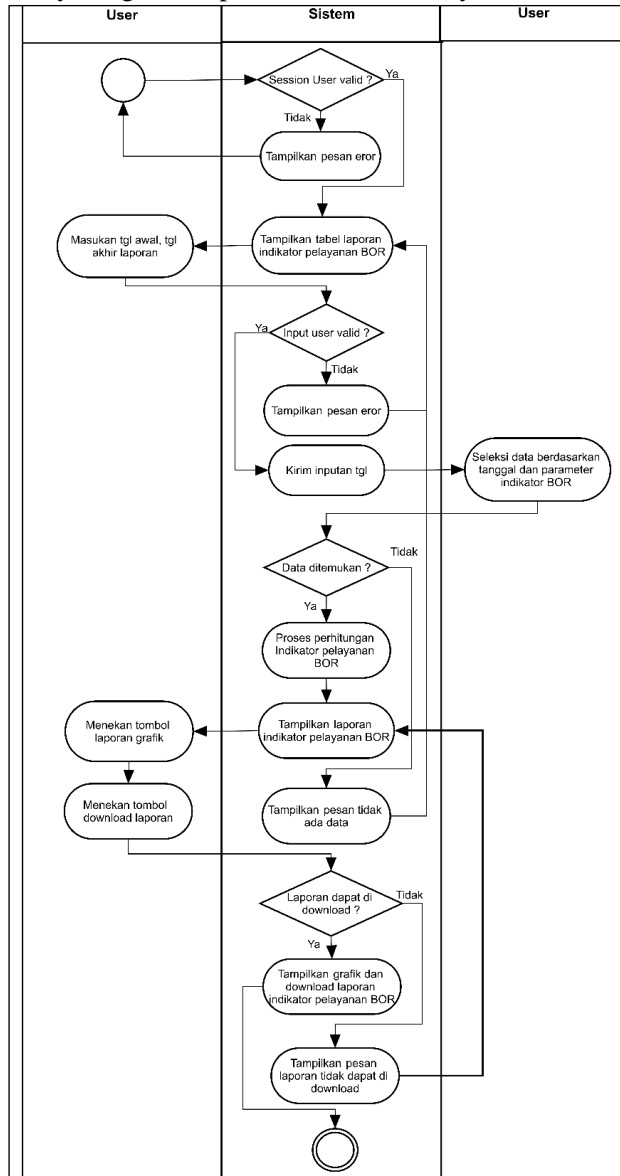 User
Sistem
User
Session User valid ?
Ya
Tidak
Tampilkan pesan eror
Masukan tgl awal, tgl
akhir laporan
Tampilkan tabel laporan
indikator pelayanan BOR
Ya
Input user valid ?
Tidak
Tampilkan pesan eror
Kirim inputan tgl
Seleksi data berdasarkan
tanggal dan parameter
indikator BOR
Tidak
Data ditemukan ?
Ya
Proses perhitungan
Indikator pelayanan
BOR
Menekan tombol
laporan grafik
Tampilkan laporan
indikator pelayanan BOR
Menekan tombol
download laporan
Tampilkan pesan tidak
ada data
Laporan dapat di
download ?
Tidak
Ya
Tampilkan grafik dan
download laporan
indikator pelayanan BOR
Tampilkan pesan
laporan tidak dapat di
download